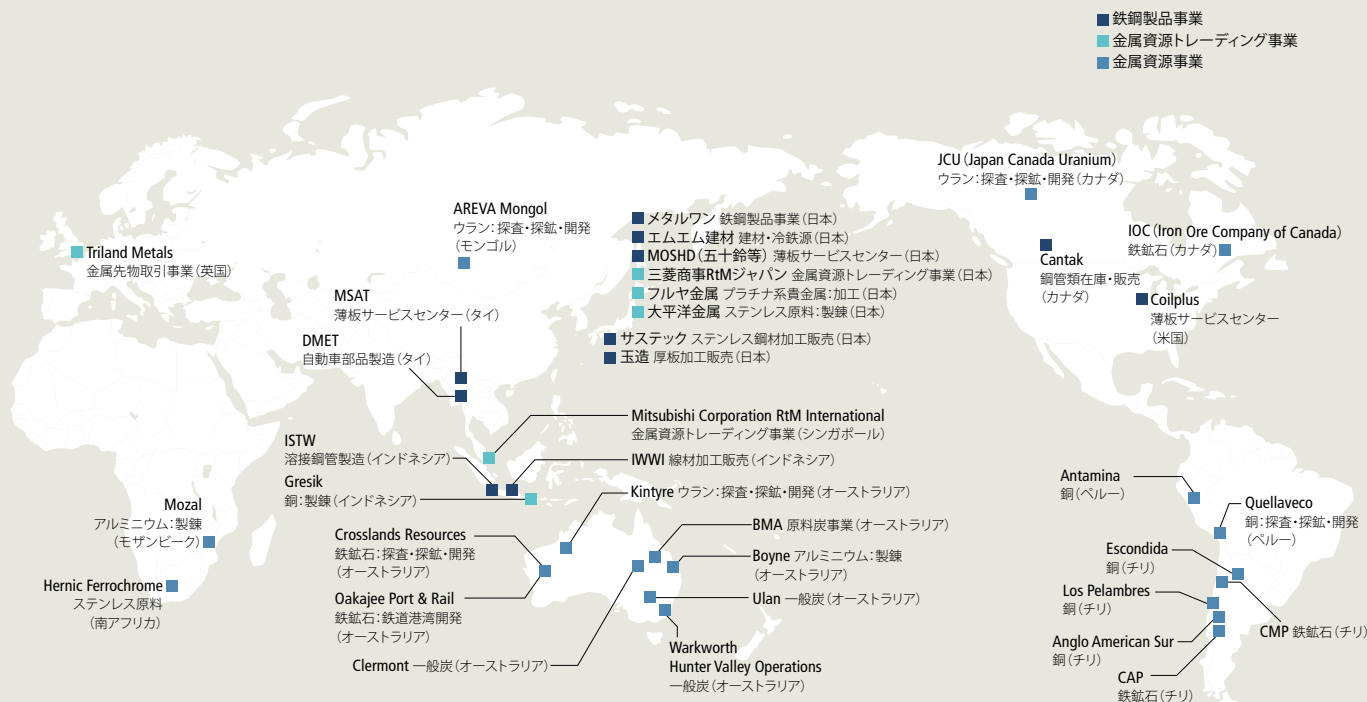 鉄鋼製品事業
金属資源トレーディング事業
金属資源事業
JCU（Japan Canada Uranium）
ウラン：探査・探鉱・開発（カナダ）
IOC（Iron Ore Company of Canada）
鉄鉱石（カナダ）
Cantak
鋼管類在庫・販売
（カナダ）
Coilplus
薄板サービスセンター
（米国）
AREVA Mongol
ウラン：探査・探鉱・開発
（モンゴル）
Triland Metals
金属先物取引事業（英国）
MSAT
薄板サービスセンター（タイ）
DMET
自動車部品製造（タイ）
メタルワン 鉄鋼製品事業（日本）
エムエム建材 建材・冷鉄源（日本）
MOSHD（五十鈴等）薄板サービスセンター（日本）
三菱商事RtMジャパン 金属資源トレーディング事業（日本）
フルヤ金属 プラチナ系貴金属：加工（日本）
大平洋金属 ステンレス原料：製錬（日本）
サステック ステンレス鋼材加工販売（日本）
玉造 厚板加工販売（日本）
Mitsubishi Corporation RtM International
金属資源トレーディング事業（シンガポール）
ISTW
溶接鋼管製造（インドネシア）
IWWI 線材加工販売（インドネシア）
Gresik
銅：製錬（インドネシア）
Kintyre ウラン：探査・探鉱・開発（オーストラリア）
Mozal
アルミニウム：製錬
（モザンビーク）
Hernic Ferrochrome
ステンレス原料
（南アフリカ）
Crosslands Resources
鉄鉱石：探査・探鉱・開発
（オーストラリア）
Oakajee Port & Rail
鉄鉱石：鉄道港湾開発
（オーストラリア）
Clermont 一般炭（オーストラリア）
BMA 原料炭事業（オーストラリア）
Boyne アルミニウム：製錬
（オーストラリア）
Ulan 一般炭（オーストラリア）
Warkworth
Hunter Valley Operations
一般炭（オーストラリア）
Antamina
銅（ペルー）
Quellaveco
銅：探査・探鉱・開発
（ペルー）
Escondida
銅（チリ）
Los Pelambres
銅（チリ）
CMP 鉄鉱石（チリ）
Anglo American Sur
銅（チリ）
CAP
鉄鉱石（チリ）